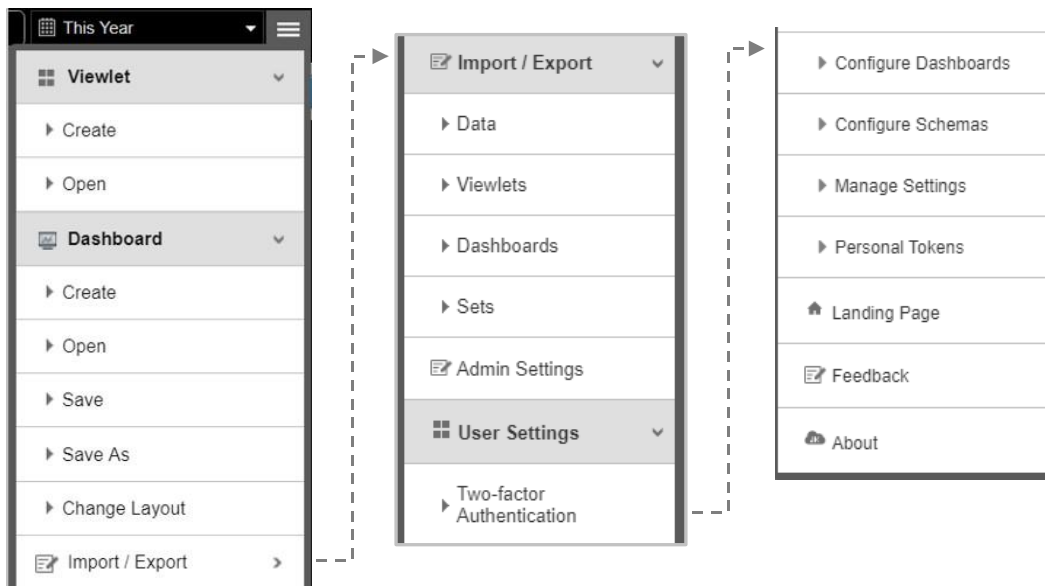 This Year
Viewlet
Create
Open
Dashboard
Create
Open
Save
Save As
Change Layout
Import / Export
Import / Export
Data
Viewlets
Dashboards
Sets
Admin Settings
User Settings
Two-factor
Authentication
Configure Dashboards
Configure Schemas
Manage Settings
Personal Tokens
Landing Page
Feedback
About